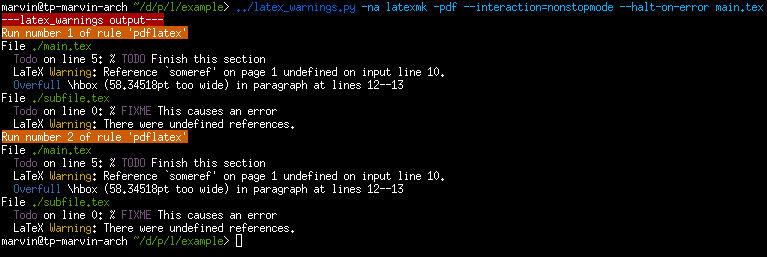 marvin@tp-marvin-arch ~/d/p/l/example> ../latex_warnings.py -na latexmk -pdf --interaction=nonstopmode --halt-on-error main.tex
---latex_warnings output---
Run number 1 of rule 'pdflatex'
File ./main.tex
  Todo on line 5: % TODO Finish this section
  LaTeX Warning: Reference `someref' on page 1 undefined on input line 10.
  Overfull \hbox (58.34518pt too wide) in paragraph at lines 12--13
File ./subfile.tex
  Todo on line 0: % FIXME This causes an error
  LaTeX Warning: There were undefined references.
Run number 2 of rule 'pdflatex'
File ./main.tex
  Todo on line 5: % TODO Finish this section
  LaTeX Warning: Reference `someref' on page 1 undefined on input line 10.
  Overfull \hbox (58.34518pt too wide) in paragraph at lines 12--13
File ./subfile.tex
  Todo on line 0: % FIXME This causes an error
  LaTeX Warning: There were undefined references.
marvin@tp-marvin-arch ~/d/p/l/example>